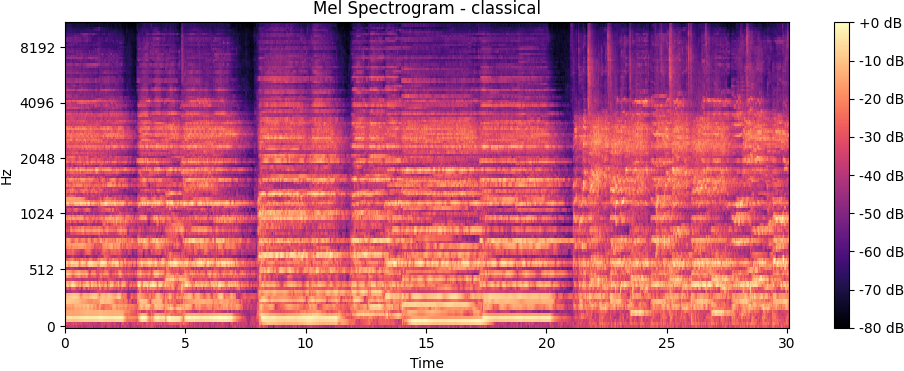 Mel Spectrogram - classical
Hz
8192
4096
2048
1024
512
0
0 5 10 15 20 25 30
Time
+0 dB
-10 dB
-20 dB
-30 dB
-40 dB
-50 dB
-60 dB
-70 dB
-80 dB